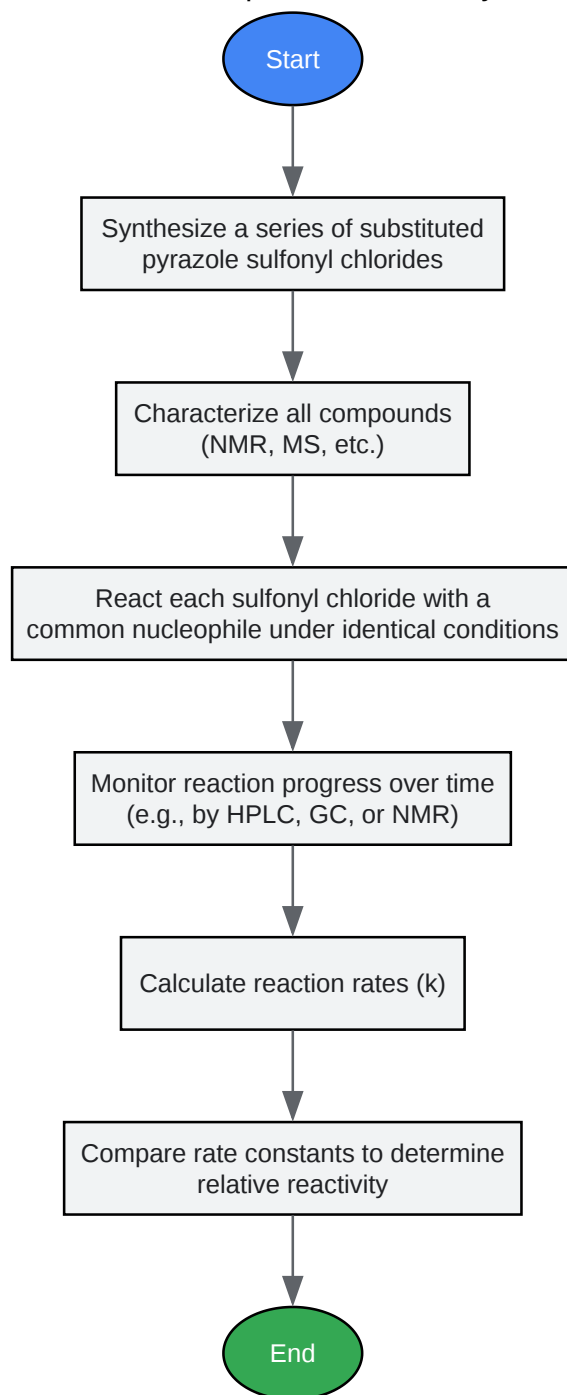 Start
Synthesize a series of substituted
pyrazole sulfonyl chlorides
Characterize all compounds
(NMR, MS, etc.)
React each sulfonyl chloride with a
common nucleophile under identical conditions
Monitor reaction progress over time
(e.g., by HPLC, GC, or NMR)
Calculate reaction rates (k)
Compare rate constants to determine
relative reactivity
End